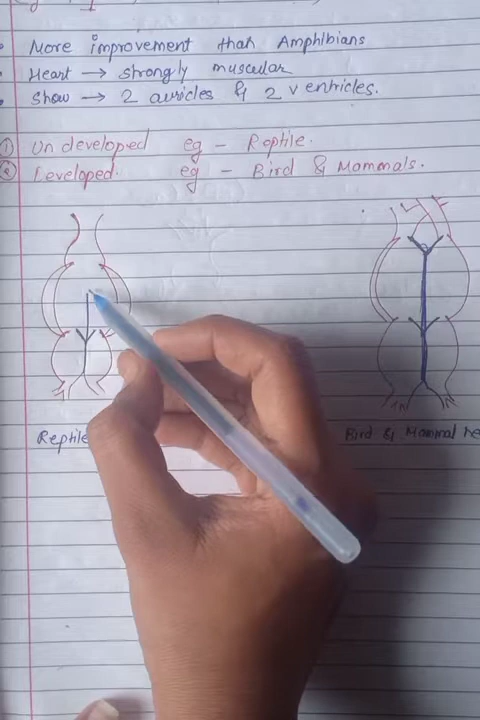 More improvement than Amphibians
Heart → strongly muscular
Show → 2 auricles & 2 ventricles.
① Undeveloped eg - Reptile.
② Developed. eg - Bird & Mammals.
Reptile
Bird & Mammal he